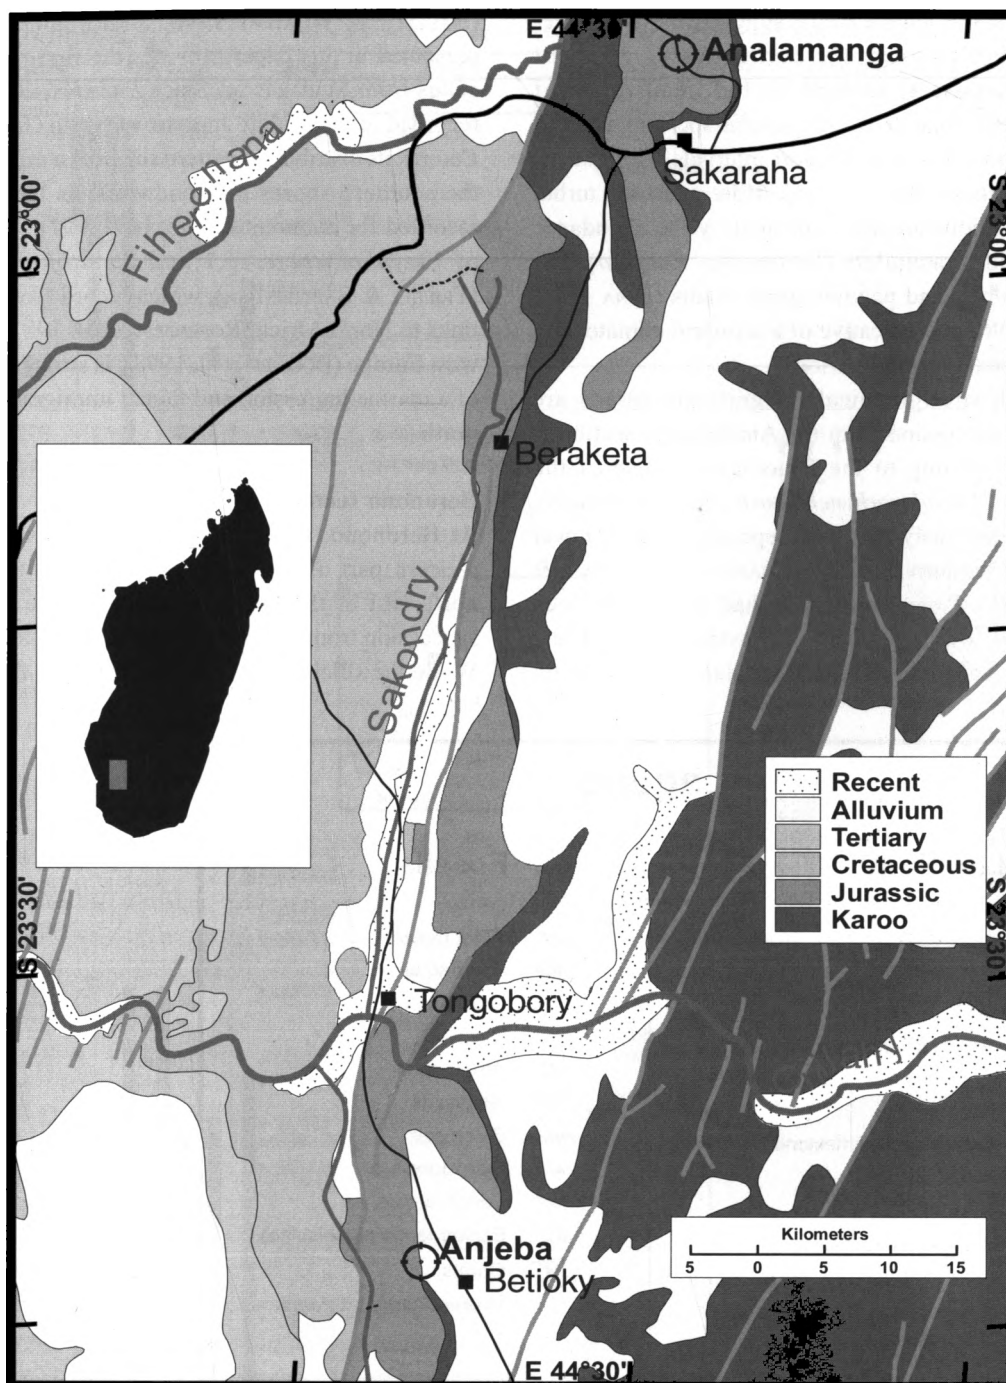 E 44°30'
Analamanga
Sakaraha
Fiherenana
S 23°00'
S 23°00'
Beraketa
Sakondry
Recent
Alluvium
Tertiary
Cretaceous
Jurassic
Karoo
S 23°30'
S 23°30'
Tongobory
Kilometers
5 0 5 10 15
Anjeba
Betioky
E 44°30'